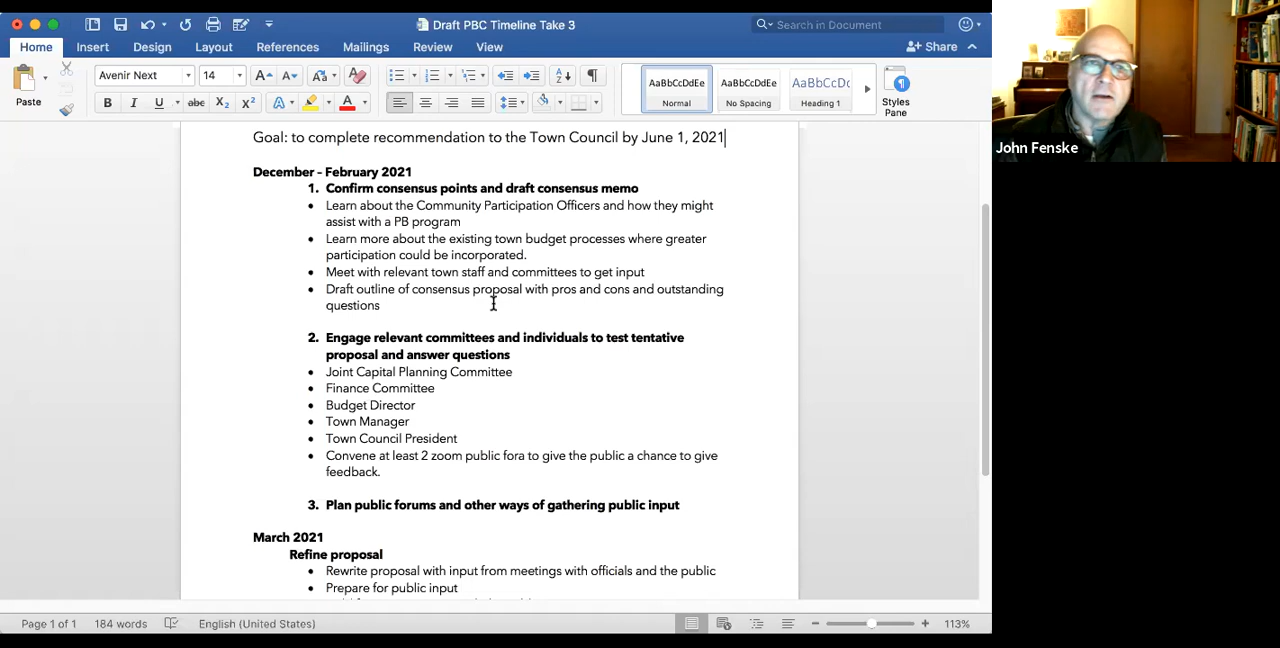 Draft PBC Timeline Take 3
Search in Document
Home Insert Design Layout References Mailings Review View Share
Paste
Avenir Next 14
AaBbCcDdEe AaBbCcDdEe AaBbCcDc
Normal No Spacing Heading 1
Styles Pane
John Fenske
Goal: to complete recommendation to the Town Council by June 1, 2021
December – February 2021
1. Confirm consensus points and draft consensus memo
• Learn about the Community Participation Officers and how they might
assist with a PB program
• Learn more about the existing town budget processes where greater
participation could be incorporated.
• Meet with relevant town staff and committees to get input
• Draft outline of consensus proposal with pros and cons and outstanding
questions
2. Engage relevant committees and individuals to test tentative
proposal and answer questions
• Joint Capital Planning Committee
• Finance Committee
• Budget Director
• Town Manager
• Town Council President
• Convene at least 2 zoom public fora to give the public a chance to give
feedback.
3. Plan public forums and other ways of gathering public input
March 2021
Refine proposal
• Rewrite proposal with input from meetings with officials and the public
• Prepare for public input
Page 1 of 1 184 words English (United States) 113%